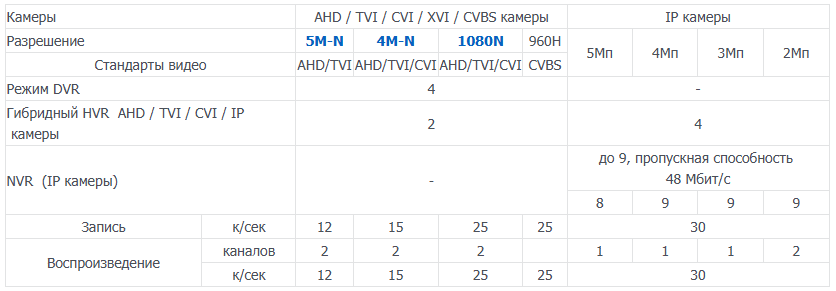 Камеры AHD / TVI / CVI / XVI / CVBS камеры IP камеры
Разрешение 5M-N 4M-N 1080N 960H 5Мп 4Мп 3Мп 2Мп
Стандарты видео AHD/TVI AHD/TVI/CVI AHD/TVI/CVI CVBS
Режим DVR 4 -
Гибридный HVR AHD / TVI / CVI / IP
камеры 2 4
NVR (IP камеры) - до 9, пропускная способность
48 Мбит/с
8 9 9 9
Запись к/сек 12 15 25 25 30
Воспроизведение каналов 2 2 2 1 1 1 2
к/сек 12 15 25 25 30